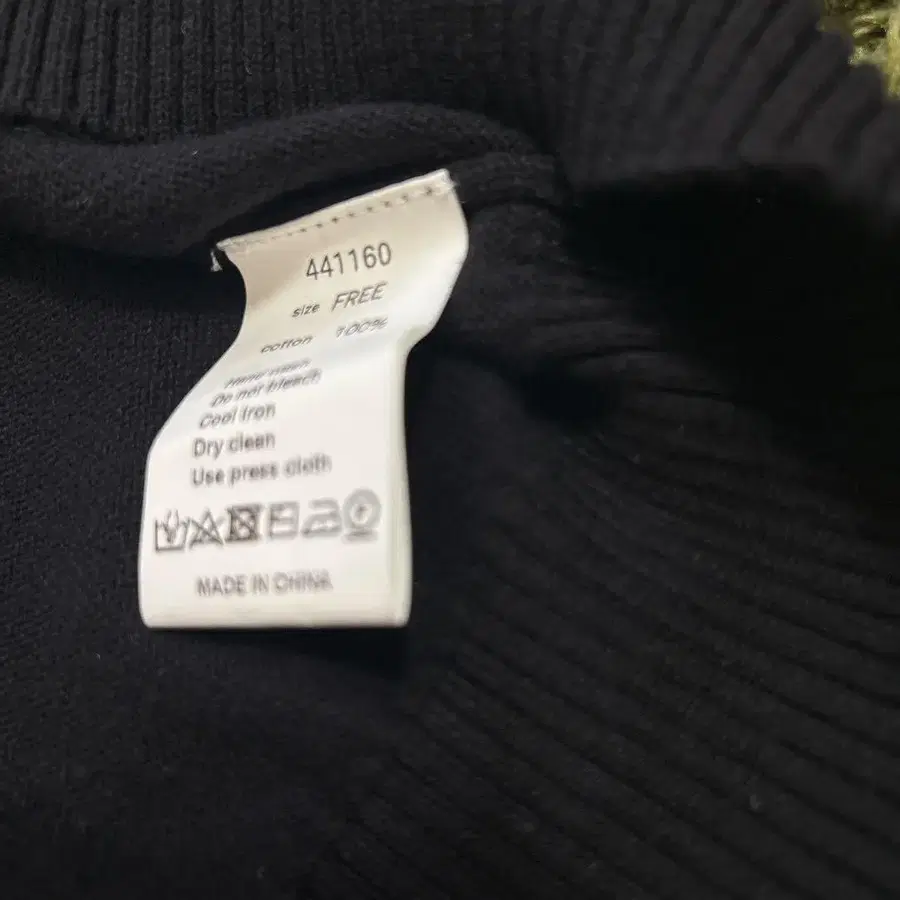 441160
size FREE
cotton 100%
Hand wash
Do not bleach
Cool iron
Dry clean
Use press cloth
MADE IN CHINA